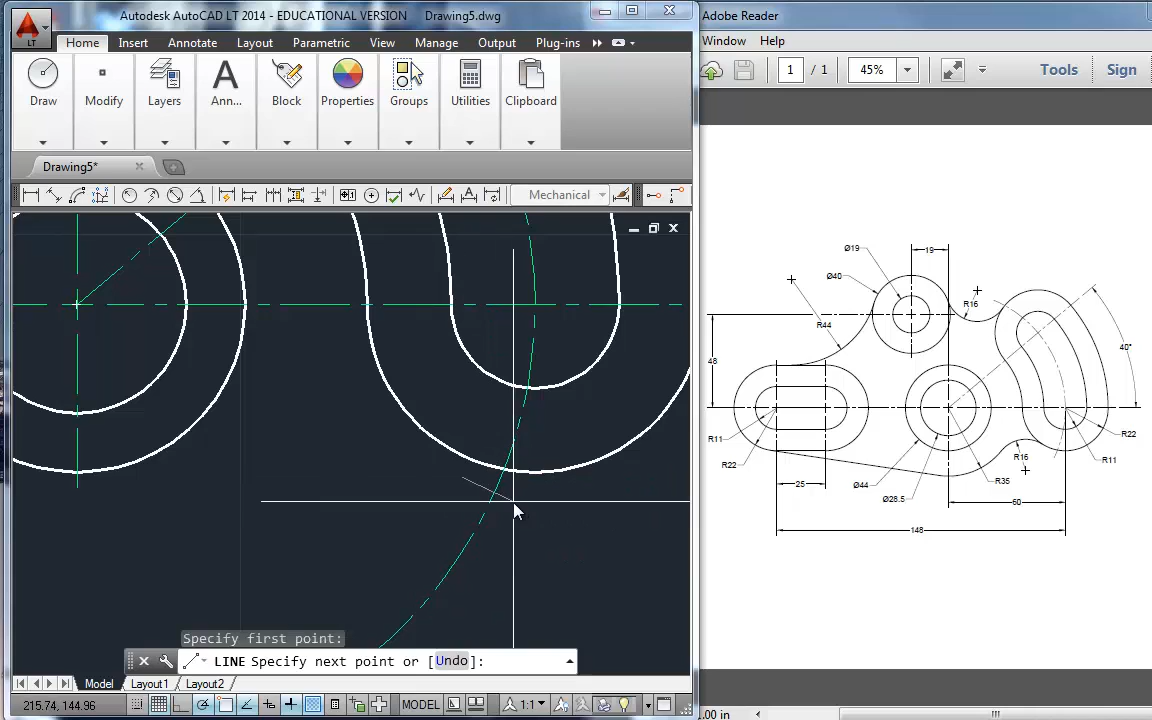 Autodesk AutoCAD LT 2014 - EDUCATIONAL VERSION Drawing5.dwg
LT
Home Insert Annotate Layout Parametric View Manage Output Plug-ins
Draw Modify Layers Ann... Block Properties Groups Utilities Clipboard
Drawing5*
Mechanical
Specify first point:
LINE Specify next point or [Undo]:
Model Layout1 Layout2
215.74, 144.96 MODEL 1:1
Adobe Reader
Window Help
1 / 1 45% Tools Sign
Ø19
19
Ø40
R16
R44
48
40°
R11
R22
R22
R11
R16
25
Ø44
R35
Ø28.5
60
148
.00 in